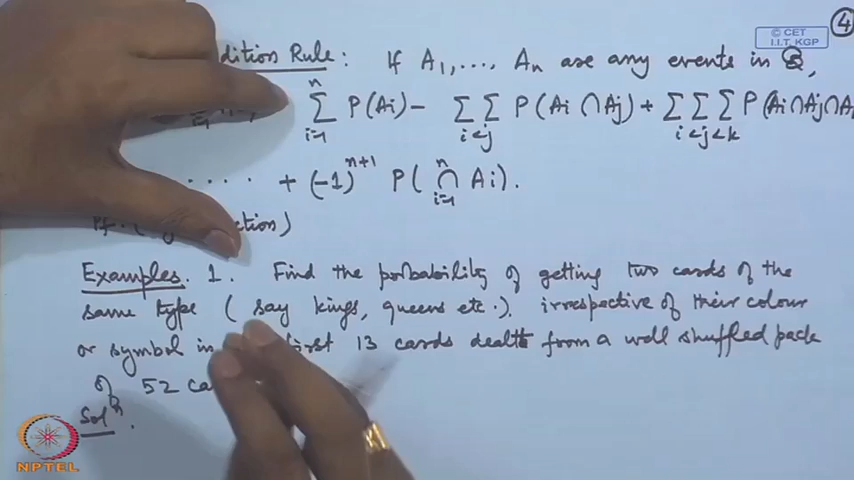 4
© CET
I.I.T. KGP
dition Rule : If A1, ..., An are any events in
∑ i=1 n P(Ai) - ∑∑ i<j P(Ai ∩ Aj) + ∑∑∑ i<j<k P(Ai∩Aj∩A
..... + (-1)^{n+1} P( ∩ i=1 n Ai).
Pf. ction)
Examples. 1. Find the probability of getting two cards of the
same type ( say kings, queens etc.). irrespective of their colour
or symbol in first 13 cards dealt from a well shuffled pack
of 52 ca
Solⁿ.
NPTEL